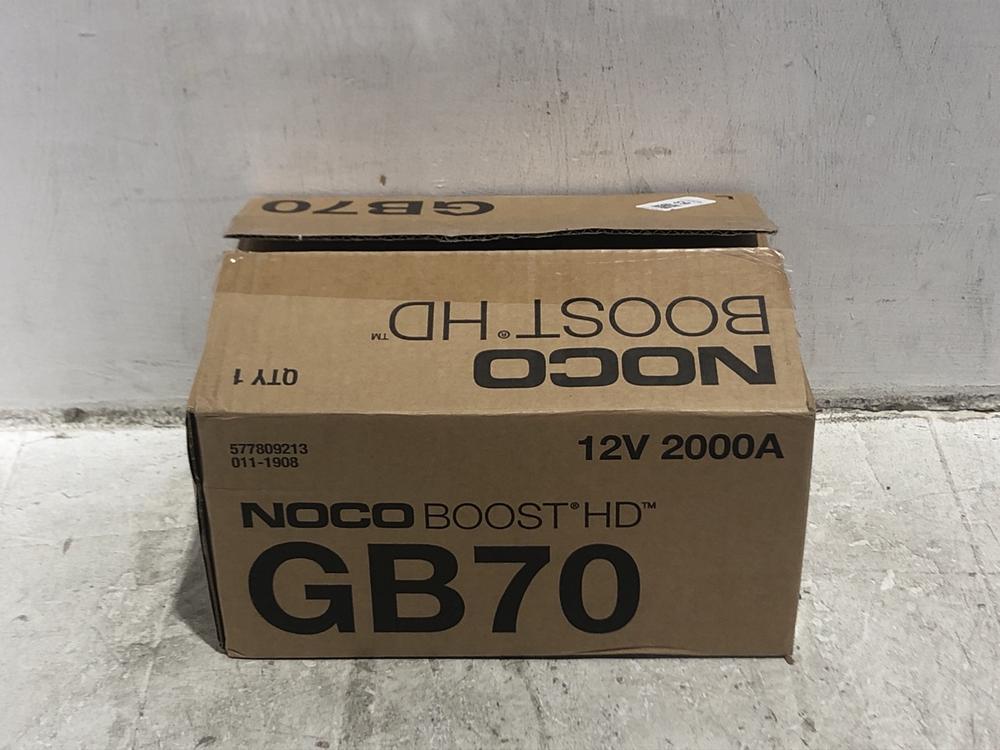 GB70
BOOST® HD™
NOCO
QTY 1
577809213
011-1908
12V 2000A
NOCO BOOST® HD™
GB70